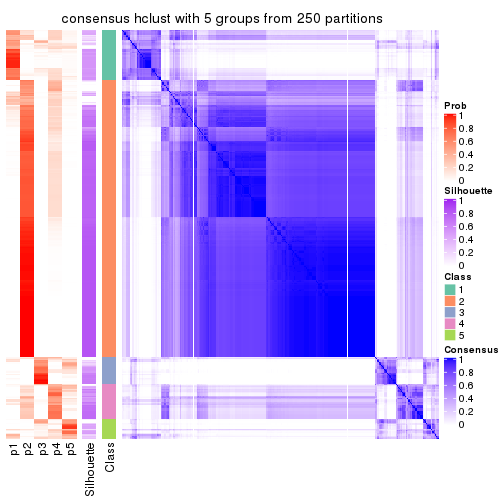 consensus hclust with 5 groups from 250 partitions
Prob
1
0.8
0.6
0.4
0.2
0
Silhouette
1
0.8
0.6
0.4
0.2
0
Class
1
2
3
4
5
Consensus
1
0.8
0.6
0.4
0.2
0
p1
p2
p3
p4
p5
Silhouette
Class